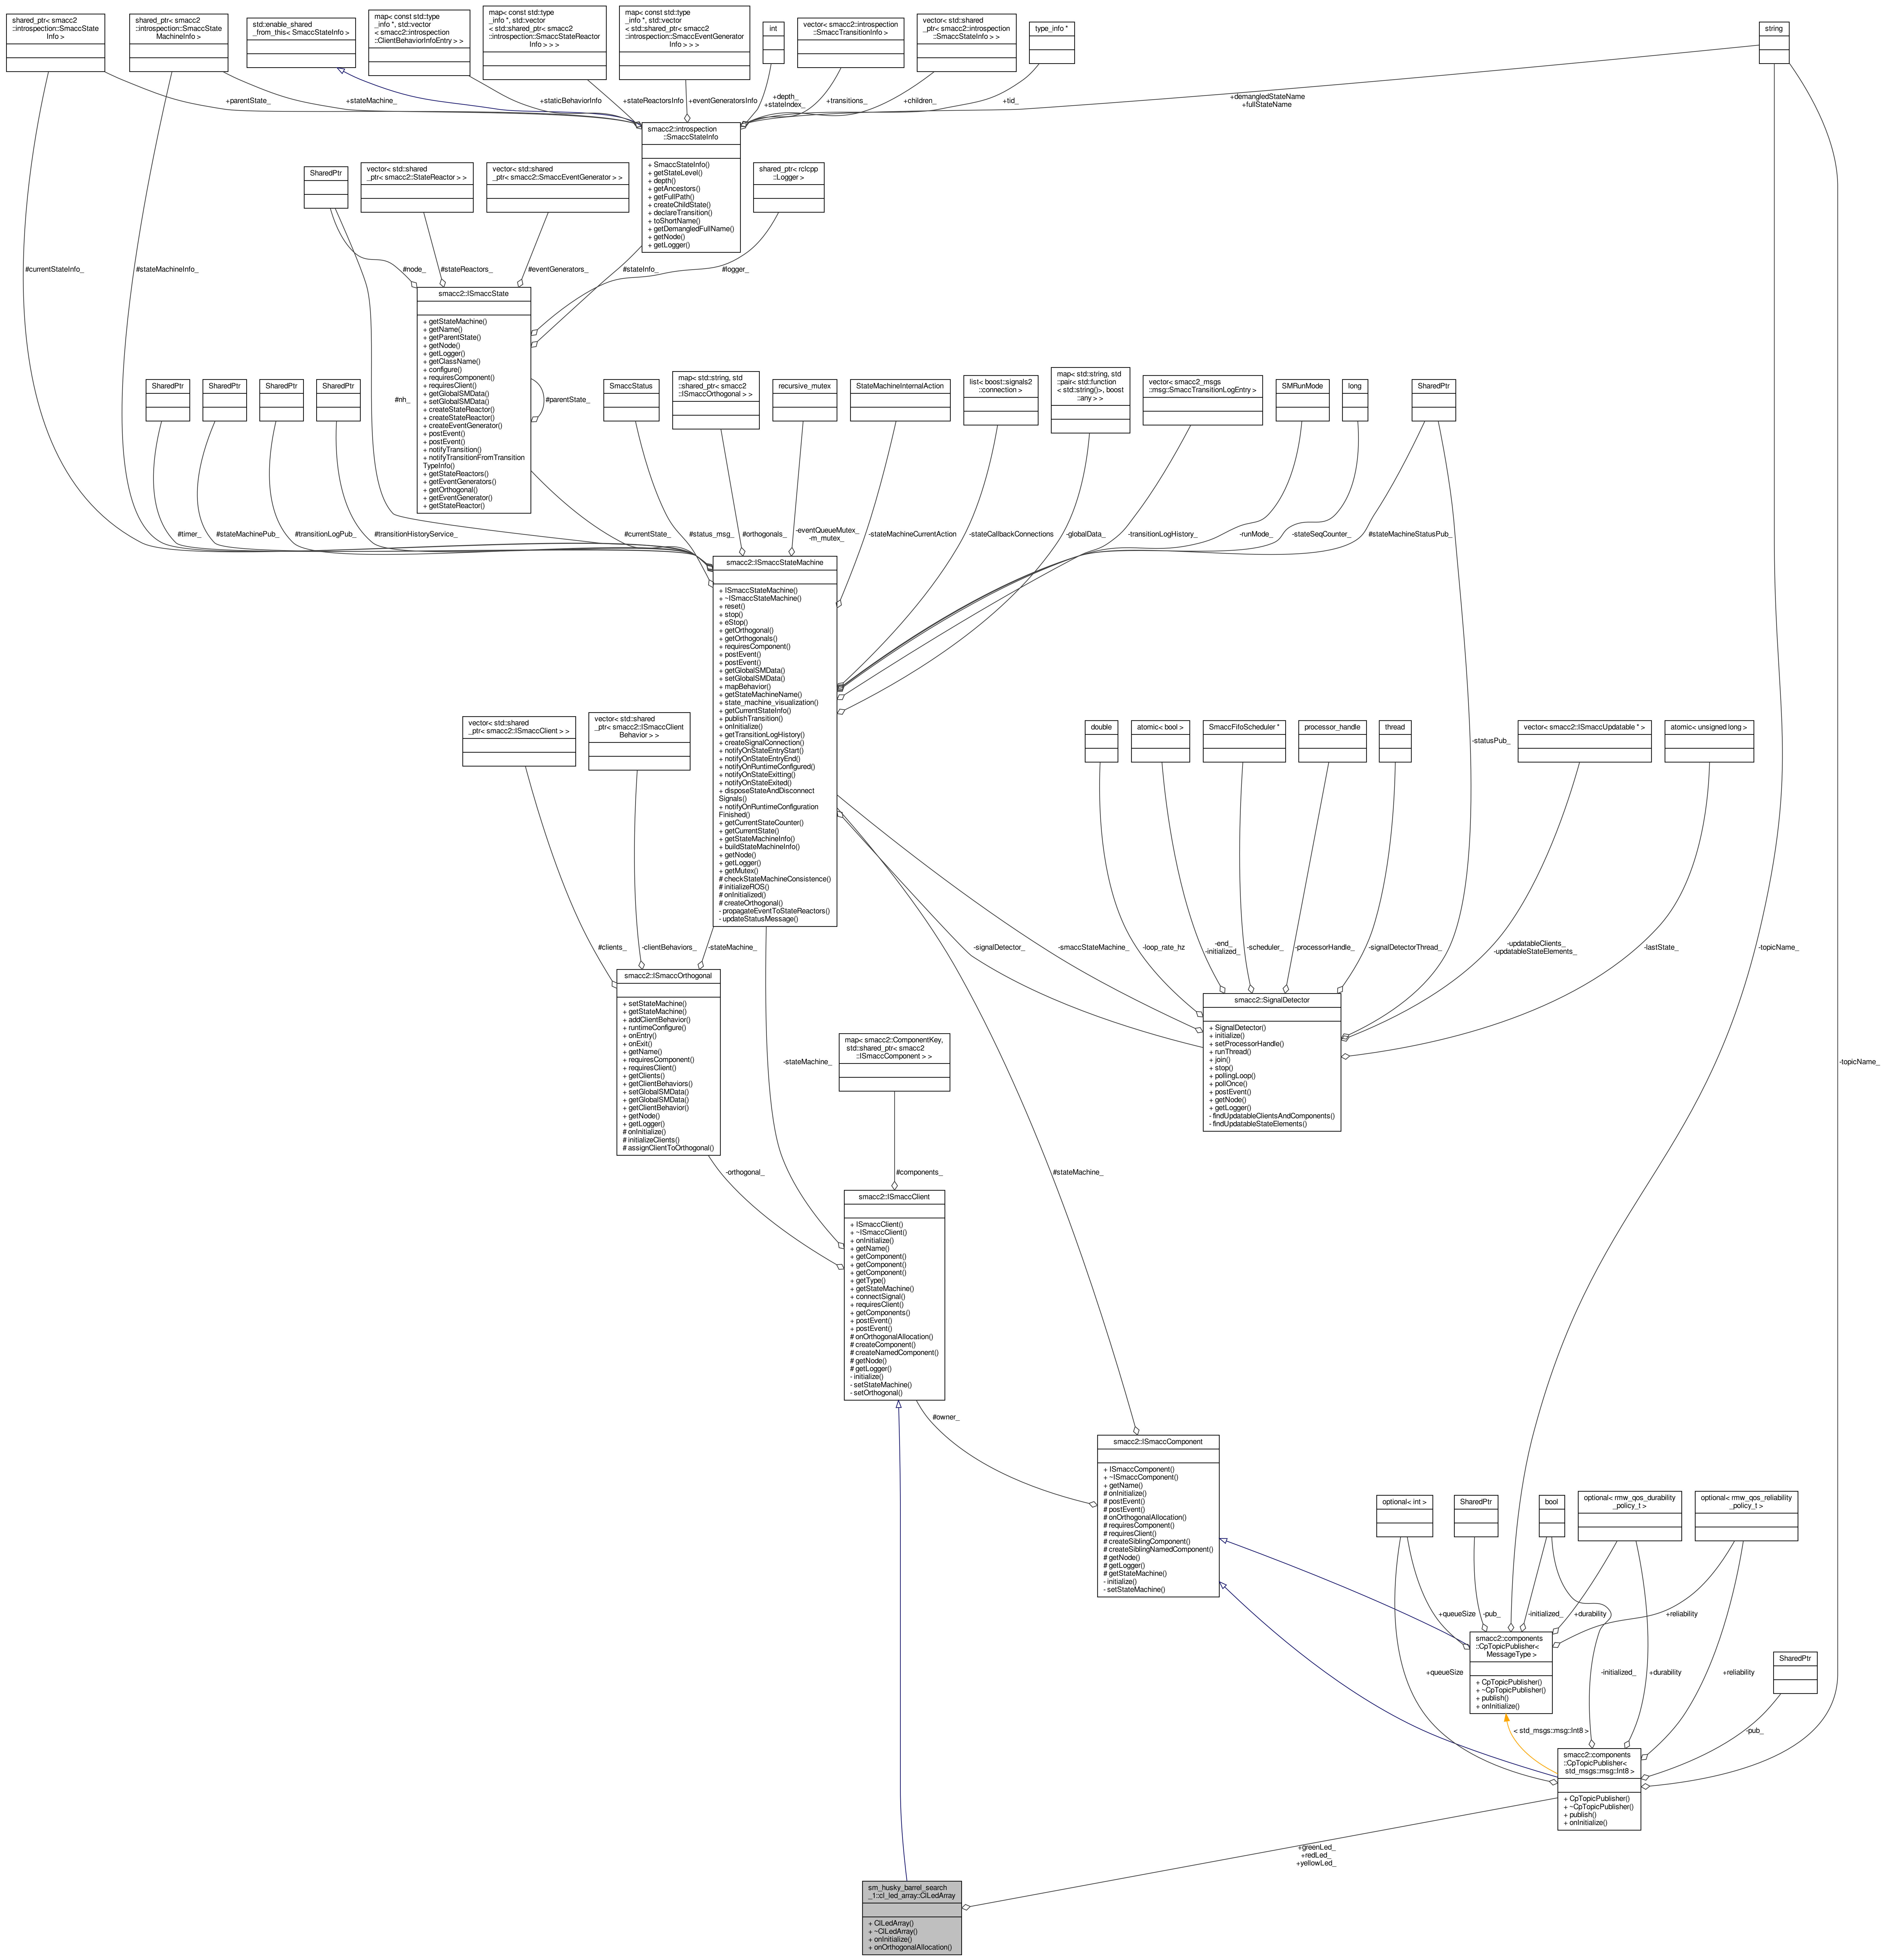 shared_ptr< smacc2
::introspection::SmaccState
Info >
shared_ptr< smacc2
::introspection::SmaccState
MachineInfo >
std::enable_shared
_from_this< SmaccStateInfo >
map< const std::type
_info *, std::vector
< smacc2::introspection
::ClientBehaviorInfoEntry > >
map< const std::type
_info *, std::vector
< std::shared_ptr< smacc2
::introspection::SmaccStateReactor
Info > > >
map< const std::type
_info *, std::vector
< std::shared_ptr< smacc2
::introspection::SmaccEventGenerator
Info > > >
int
vector< smacc2::introspection
::SmaccTransitionInfo >
vector< std::shared
_ptr< smacc2::introspection
::SmaccStateInfo > >
type_info *
string
+parentState_
+stateMachine_
+staticBehaviorInfo
+stateReactorsInfo
+eventGeneratorsInfo
+depth_
+stateIndex_
+transitions_
+children_
+tid_
+demangledStateName
+fullStateName
smacc2::introspection
::SmaccStateInfo
+ SmaccStateInfo()
+ getStateLevel()
+ depth()
+ getAncestors()
+ getFullPath()
+ createChildState()
+ declareTransition()
+ toShortName()
+ getDemangledFullName()
+ getNode()
+ getLogger()
SharedPtr
vector< std::shared
_ptr< smacc2::StateReactor > >
vector< std::shared
_ptr< smacc2::SmaccEventGenerator > >
shared_ptr< rclcpp
::Logger >
#currentStateInfo_
#stateMachineInfo_
#node_
#stateReactors_
#eventGenerators_
#stateInfo_
#logger_
smacc2::ISmaccState
+ getStateMachine()
+ getName()
+ getParentState()
+ getNode()
+ getLogger()
+ getClassName()
+ configure()
+ requiresComponent()
+ requiresClient()
+ getGlobalSMData()
+ setGlobalSMData()
+ createStateReactor()
+ createStateReactor()
+ createEventGenerator()
+ postEvent()
+ postEvent()
+ notifyTransition()
+ notifyTransitionFromTransition
TypeInfo()
+ getStateReactors()
+ getEventGenerators()
+ getOrthogonal()
+ getEventGenerator()
+ getStateReactor()
#nh_
#parentState_
SharedPtr
SharedPtr
SharedPtr
SharedPtr
SmaccStatus
map< std::string, std
::shared_ptr< smacc2
::ISmaccOrthogonal > >
recursive_mutex
StateMachineInternalAction
list< boost::signals2
::connection >
map< std::string, std
::pair< std::function
< std::string()>, boost
::any > >
vector< smacc2_msgs
::msg::SmaccTransitionLogEntry >
SMRunMode
long
SharedPtr
#timer_
#stateMachinePub_
#transitionLogPub_
#transitionHistoryService_
#currentState_
#status_msg_
#orthogonals_
-eventQueueMutex_
-m_mutex_
-stateMachineCurrentAction
-stateCallbackConnections
-globalData_
-transitionLogHistory_
-runMode_
-stateSeqCounter_
#stateMachineStatusPub_
smacc2::ISmaccStateMachine
+ ISmaccStateMachine()
+ ~ISmaccStateMachine()
+ reset()
+ stop()
+ eStop()
+ getOrthogonal()
+ getOrthogonals()
+ requiresComponent()
+ postEvent()
+ postEvent()
+ getGlobalSMData()
+ setGlobalSMData()
+ mapBehavior()
+ getStateMachineName()
+ state_machine_visualization()
+ getCurrentStateInfo()
+ publishTransition()
+ onInitialize()
+ getTransitionLogHistory()
+ createSignalConnection()
+ notifyOnStateEntryStart()
+ notifyOnStateEntryEnd()
+ notifyOnRuntimeConfigured()
+ notifyOnStateExitting()
+ notifyOnStateExited()
+ disposeStateAndDisconnect
Signals()
+ notifyOnRuntimeConfiguration
Finished()
+ getCurrentStateCounter()
+ getCurrentState()
+ getStateMachineInfo()
+ buildStateMachineInfo()
+ getNode()
+ getLogger()
+ getMutex()
# checkStateMachineConsistence()
# initializeROS()
# onInitialized()
# createOrthogonal()
- propagateEventToStateReactors()
- updateStatusMessage()
vector< std::shared
_ptr< smacc2::ISmaccClient > >
vector< std::shared
_ptr< smacc2::ISmaccClient
Behavior > >
double
atomic< bool >
SmaccFifoScheduler *
processor_handle
thread
-statusPub_
vector< smacc2::ISmaccUpdatable * >
atomic< unsigned long >
#clients_
-clientBehaviors_
-stateMachine_
-signalDetector_
-smaccStateMachine_
-loop_rate_hz
-end_
-initialized_
-scheduler_
-processorHandle_
-signalDetectorThread_
-updatableClients_
-updatableStateElements_
-lastState_
-topicName_
smacc2::ISmaccOrthogonal
+ setStateMachine()
+ getStateMachine()
+ addClientBehavior()
+ runtimeConfigure()
+ onEntry()
+ onExit()
+ getName()
+ requiresComponent()
+ requiresClient()
+ getClients()
+ getClientBehaviors()
+ setGlobalSMData()
+ getGlobalSMData()
+ getClientBehavior()
+ getNode()
+ getLogger()
# onInitialize()
# initializeClients()
# assignClientToOrthogonal()
smacc2::SignalDetector
+ SignalDetector()
+ initialize()
+ setProcessorHandle()
+ runThread()
+ join()
+ stop()
+ pollingLoop()
+ pollOnce()
+ postEvent()
+ getNode()
+ getLogger()
- findUpdatableClientsAndComponents()
- findUpdatableStateElements()
-stateMachine_
map< smacc2::ComponentKey,
std::shared_ptr< smacc2
::ISmaccComponent > >
-topicName_
-orthogonal_
#components_
#stateMachine_
smacc2::ISmaccClient
+ ISmaccClient()
+ ~ISmaccClient()
+ onInitialize()
+ getName()
+ getComponent()
+ getComponent()
+ getComponent()
+ getType()
+ getStateMachine()
+ connectSignal()
+ requiresClient()
+ getComponents()
+ postEvent()
+ postEvent()
# onOrthogonalAllocation()
# createComponent()
# createNamedComponent()
# getNode()
# getLogger()
- initialize()
- setStateMachine()
- setOrthogonal()
#owner_
smacc2::ISmaccComponent
+ ISmaccComponent()
+ ~ISmaccComponent()
+ getName()
# onInitialize()
# postEvent()
# postEvent()
# onOrthogonalAllocation()
# requiresComponent()
# requiresClient()
# createSiblingComponent()
# createSiblingNamedComponent()
# getNode()
# getLogger()
# getStateMachine()
- initialize()
- setStateMachine()
optional< int >
SharedPtr
bool
optional< rmw_qos_durability
_policy_t >
optional< rmw_qos_reliability
_policy_t >
+queueSize
-pub_
-initialized_
+durability
+reliability
smacc2::components
::CpTopicPublisher<
MessageType >
+ CpTopicPublisher()
+ ~CpTopicPublisher()
+ publish()
+ onInitialize()
SharedPtr
+queueSize
-initialized_
+durability
+reliability
-pub_
< std_msgs::msg::Int8 >
smacc2::components
::CpTopicPublisher<
std_msgs::msg::Int8 >
+ CpTopicPublisher()
+ ~CpTopicPublisher()
+ publish()
+ onInitialize()
+greenLed_
+redLed_
+yellowLed_
sm_husky_barrel_search
_1::cl_led_array::ClLedArray
+ ClLedArray()
+ ~ClLedArray()
+ onInitialize()
+ onOrthogonalAllocation()